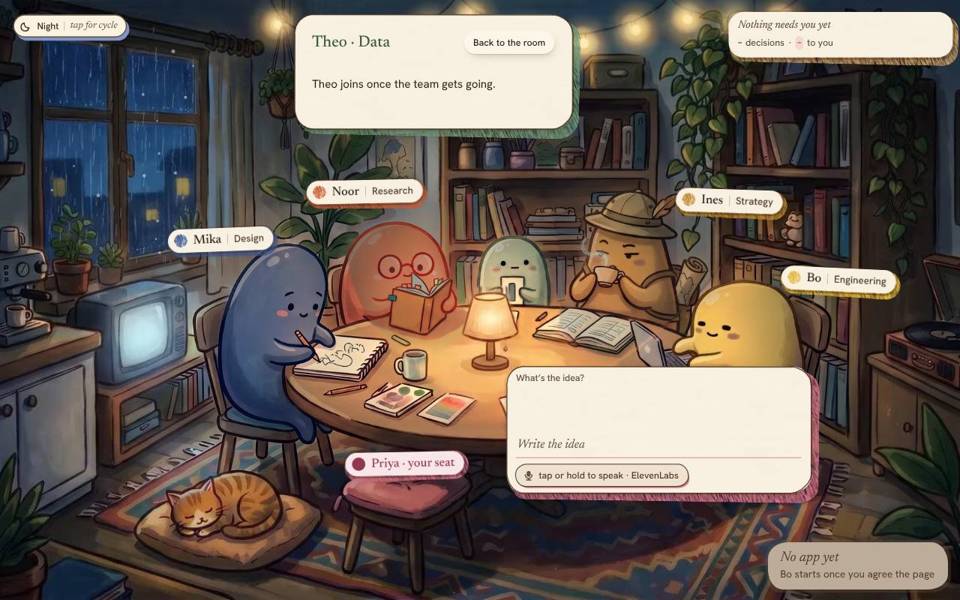 Night | tap for cycle
Theo · Data
Back to the room
Theo joins once the team gets going.
Nothing needs you yet
– decisions · – to you
Noor | Research
Ines | Strategy
Mika | Design
Bo | Engineering
What's the idea?
Write the idea
tap or hold to speak · ElevenLabs
Priya · your seat
No app yet
Bo starts once you agree the page